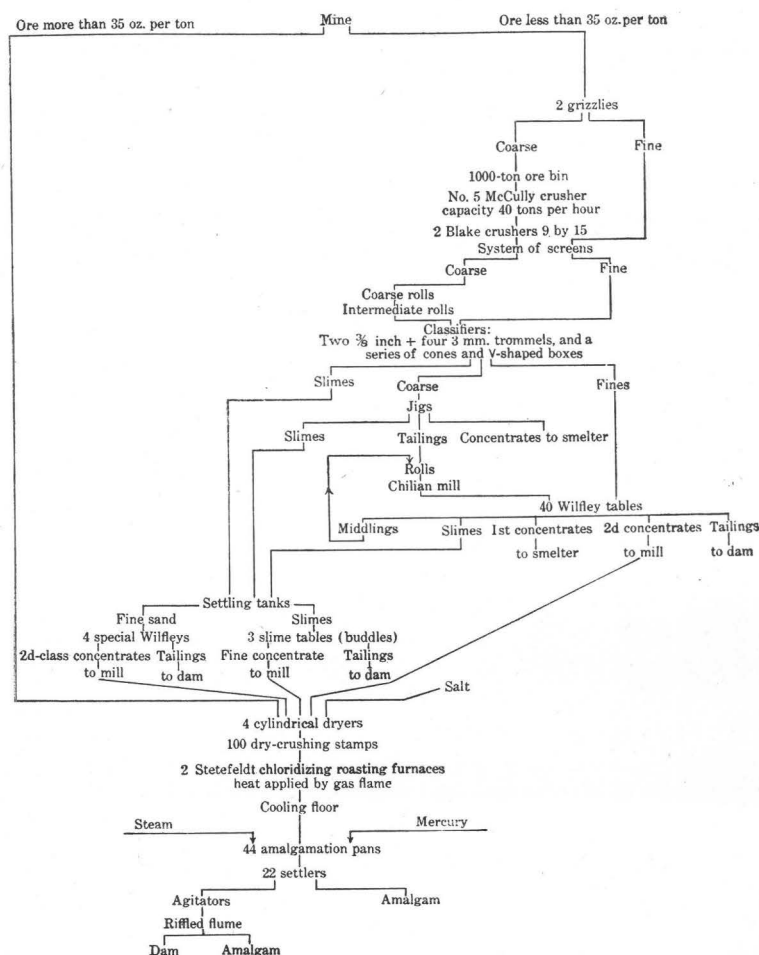 Ore more than 35 oz. per ton
Mine
Ore less than 35 oz. per ton
2 grizzlies
Coarse
Fine
1000-ton ore bin
No. 5 McCully crusher
capacity 40 tons per hour
2 Blake crushers 9 by 15
System of screens
Coarse
Fine
Coarse rolls
Intermediate rolls
Classifiers:
Two ⅜ inch + four 3 mm. trommels, and a
series of cones and V-shaped boxes
Slimes
Coarse
Fines
Jigs
Slimes
Tailings
Concentrates to smelter
Rolls
Chilian mill
40 Wilfley tables
Middlings
Slimes
1st concentrates
2d concentrates
Tailings
to smelter
to mill
to dam
Settling tanks
Fine sand
Slimes
4 special Wilfleys
3 slime tables (buddles)
2d-class concentrates
Tailings
Fine concentrate
Tailings
to mill
to dam
to mill
to dam
Salt
4 cylindrical dryers
100 dry-crushing stamps
2 Stetefeldt chloridizing roasting furnaces
heat applied by gas flame
Cooling floor
Steam
Mercury
44 amalgamation pans
22 settlers
Agitators
Amalgam
Riffled flume
Dam
Amalgam